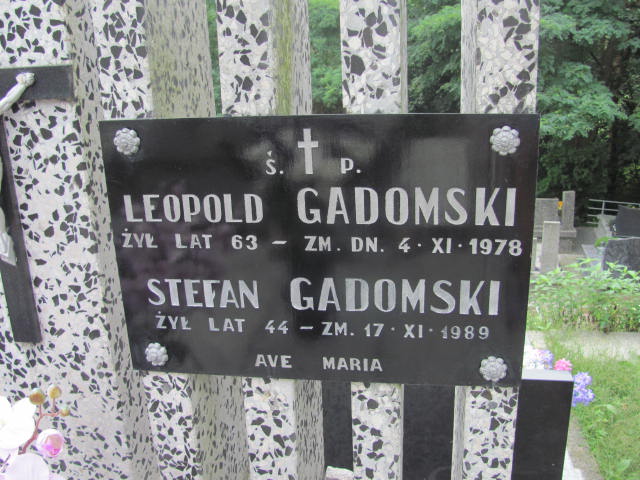 Ś. P.
LEOPOLD GADOMSKI
ŻYŁ LAT 63 – ZM. DN. 4 · XI · 1978
STEFAN GADOMSKI
ŻYŁ LAT 44 – ZM. 17 · XI · 1989
AVE MARIA